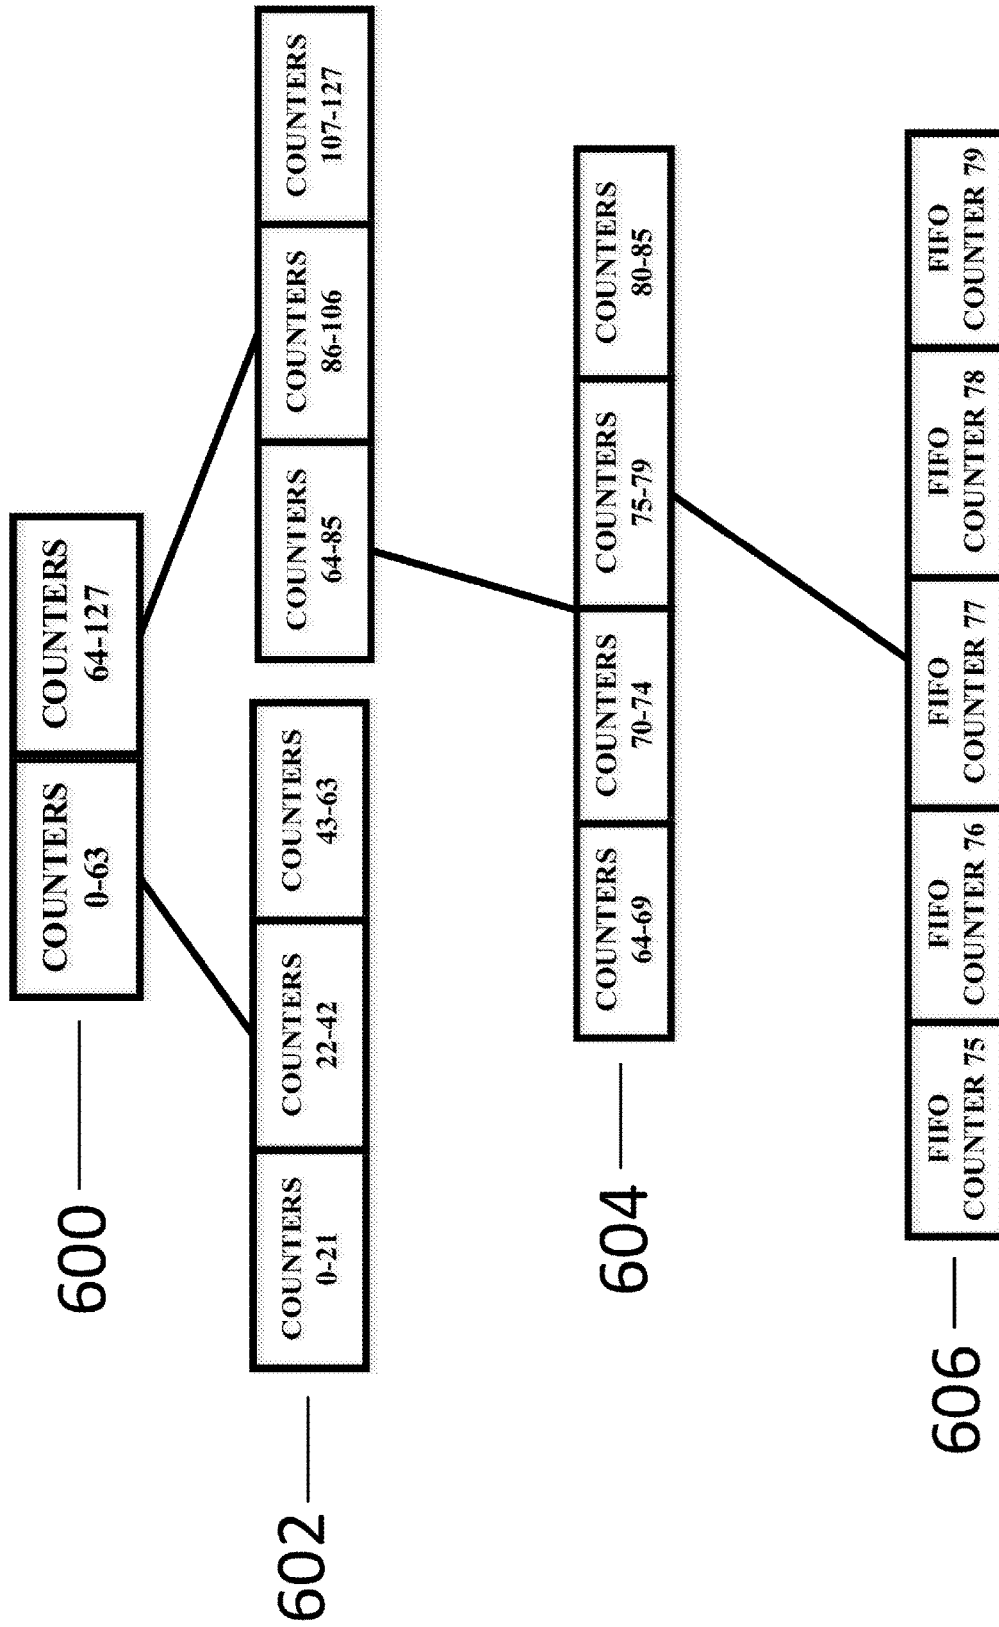 600
COUNTERS
0-63
COUNTERS
64-127
602
COUNTERS
0-21
COUNTERS
22-42
COUNTERS
43-63
COUNTERS
64-85
COUNTERS
86-106
COUNTERS
107-127
604
COUNTERS
64-69
COUNTERS
70-74
COUNTERS
75-79
COUNTERS
80-85
606
FIFO
COUNTER 75
FIFO
COUNTER 76
FIFO
COUNTER 77
FIFO
COUNTER 78
FIFO
COUNTER 79